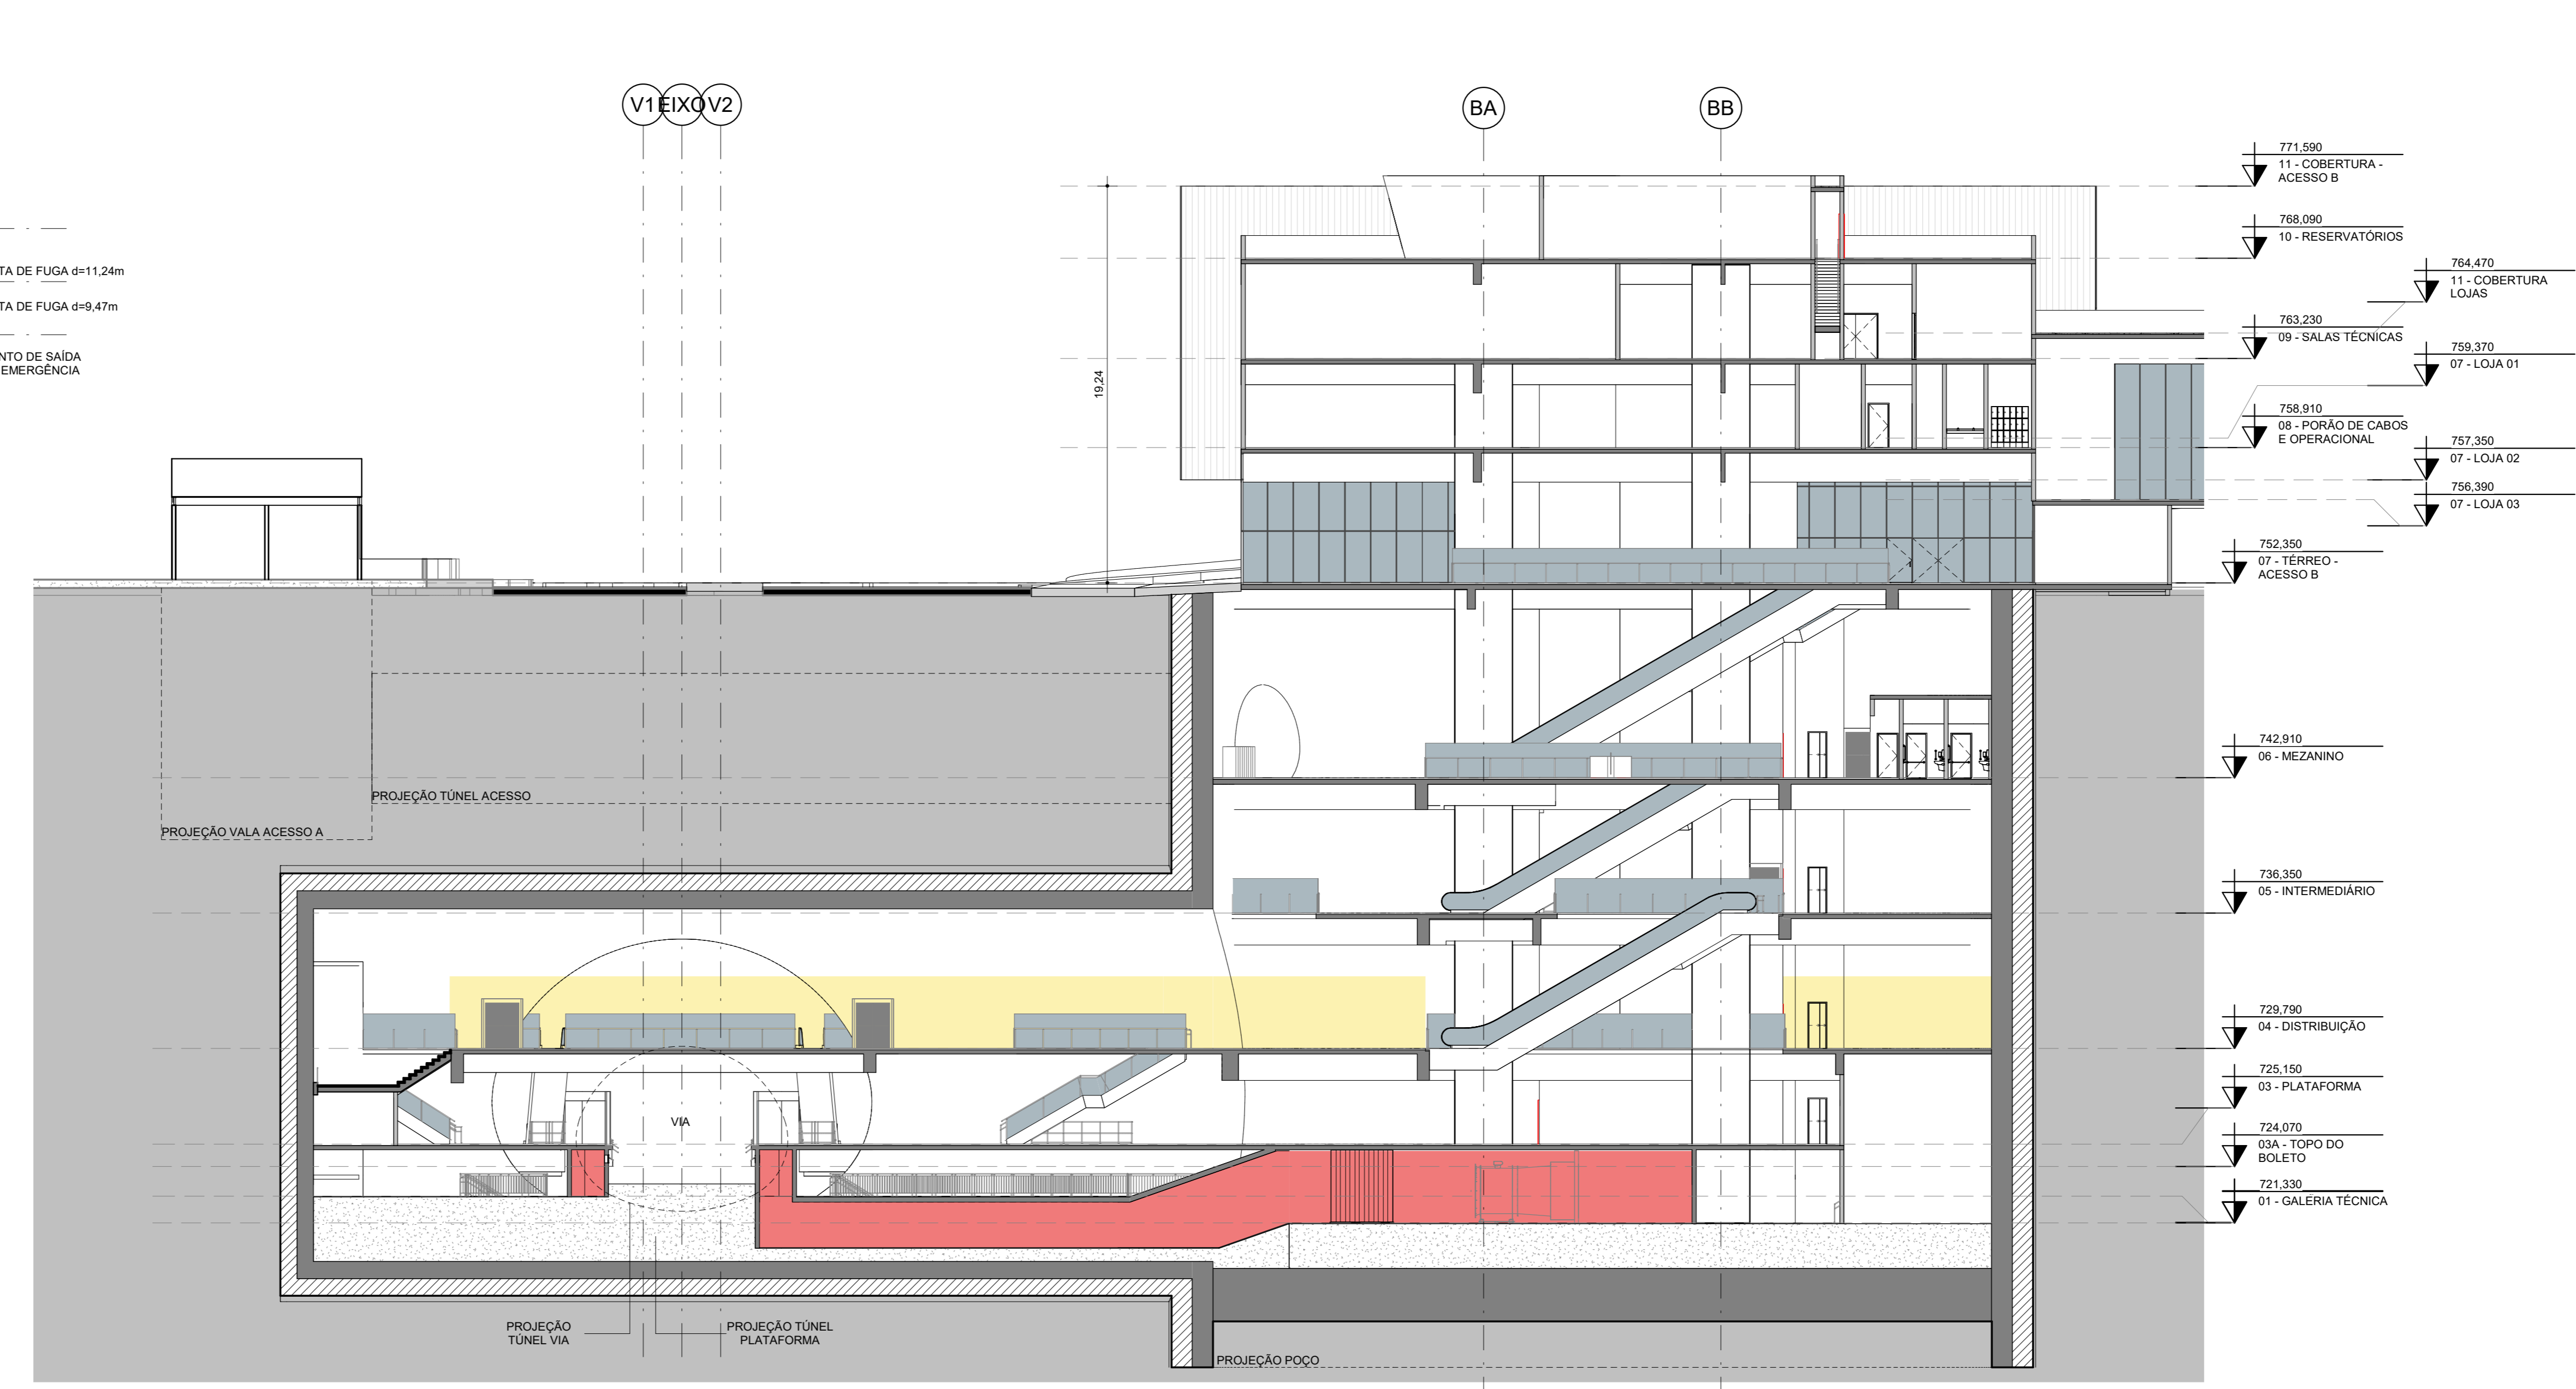 V1
EIXO
V2
BA
BB
TA DE FUGA d=11,24m
TA DE FUGA d=9,47m
NTO DE SAÍDA
EMERGÊNCIA
19,24
771,590
11 - COBERTURA -
ACESSO B
768,090
10 - RESERVATÓRIOS
764,470
11 - COBERTURA
LOJAS
763,230
09 - SALAS TÉCNICAS
759,370
07 - LOJA 01
758,910
08 - PORÃO DE CABOS
E OPERACIONAL
757,350
07 - LOJA 02
756,390
07 - LOJA 03
752,350
07 - TÉRREO -
ACESSO B
742,910
06 - MEZANINO
PROJEÇÃO TÚNEL ACESSO
PROJEÇÃO VALA ACESSO A
736,350
05 - INTERMEDIÁRIO
729,790
04 - DISTRIBUIÇÃO
725,150
03 - PLATAFORMA
VIA
724,070
03A - TOPO DO
BOLETO
721,330
01 - GALERIA TÉCNICA
PROJEÇÃO
TÚNEL VIA
PROJEÇÃO TÚNEL
PLATAFORMA
PROJEÇÃO POÇO